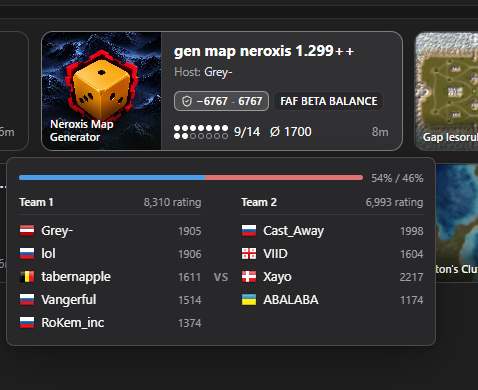 gen map neroxis 1.299++
Host: Grey-
-6767 - 6767
FAF BETA BALANCE
Neroxis Map
Generator
9/14 Ø 1700
8m
6m
Gap lesorul
54% / 46%
Team 1 8,310 rating
Team 2 6,993 rating
Grey- 1905
Cast_Away 1998
lol 1906
VIID 1604
tabernapple 1611
VS
Xayo 2217
Vangerful 1514
ABALABA 1174
RoKem_inc 1374
ton's Clu